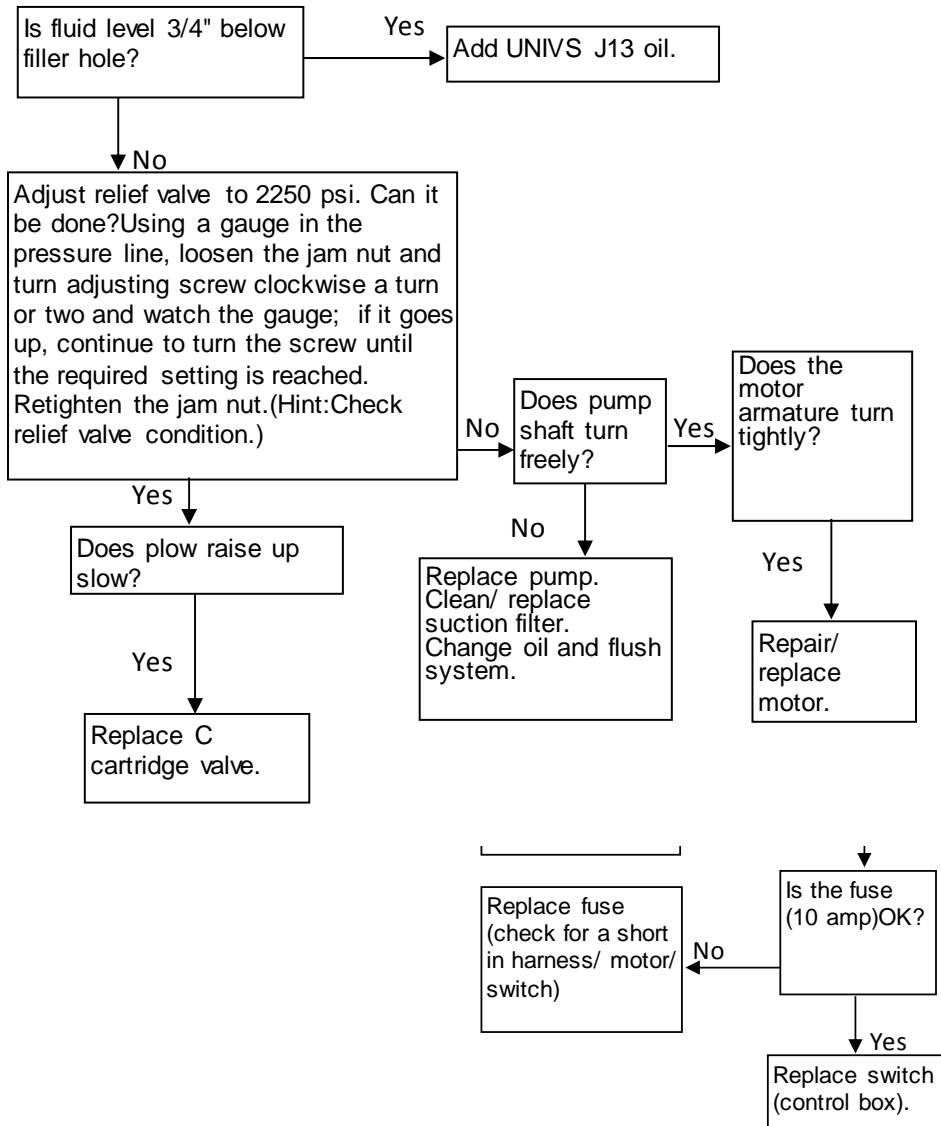 Is fluid level 3/4" below
filler hole?
Yes
Add UNIVS J13 oil.
No
Adjust relief valve to 2250 psi. Can it
be done?Using a gauge in the
pressure line, loosen the jam nut and
turn adjusting screw clockwise a turn
or two and watch the gauge; if it goes
up, continue to turn the screw until
the required setting is reached.
Retighten the jam nut.(Hint:Check
relief valve condition.)
No
Does pump
shaft turn
freely?
Yes
Does the
motor
armature turn
tightly?
Yes
Does plow raise up
slow?
No
Replace pump.
Clean/ replace
suction filter.
Change oil and flush
system.
Yes
Repair/
replace
motor.
Yes
Replace C
cartridge valve.
Is the fuse
(10 amp)OK?
No
Replace fuse
(check for a short
in harness/ motor/
switch)
Yes
Replace switch
(control box).